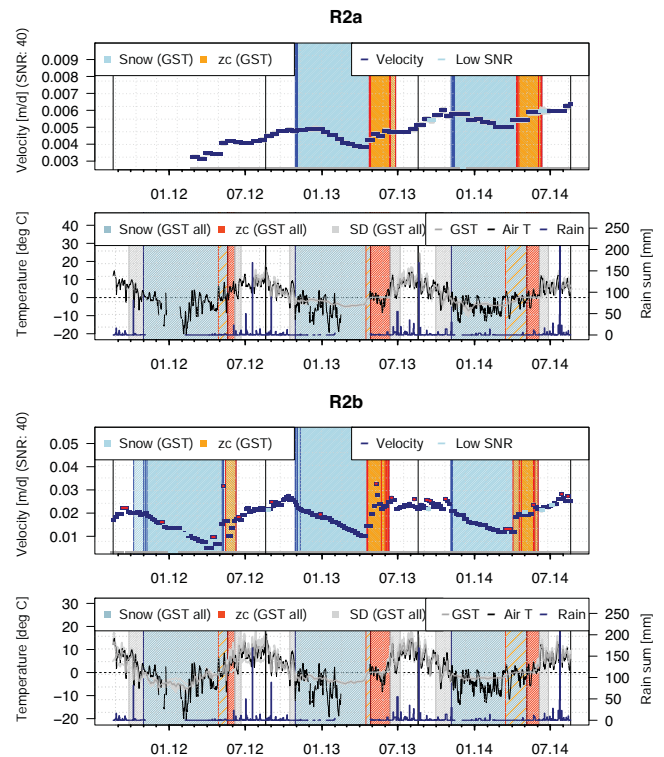 R2a
Velocity [m/d] (SNR: 40)
0.009
0.008
0.007
0.006
0.005
0.004
0.003
Snow (GST) zc (GST) Velocity Low SNR
01.12 07.12 01.13 07.13 01.14 07.14
Temperature [deg C]
40
30
20
10
0
−10
−20
Snow (GST all) zc (GST all) SD (GST all) GST Air T Rain
250
200
150
100
50
0
Rain sum [mm]
01.12 07.12 01.13 07.13 01.14 07.14
R2b
Velocity [m/d] (SNR: 40)
0.05
0.04
0.03
0.02
0.01
Snow (GST) zc (GST) Velocity Low SNR
01.12 07.12 01.13 07.13 01.14 07.14
Temperature [deg C]
30
20
10
0
−10
−20
Snow (GST all) zc (GST all) SD (GST all) GST Air T Rain
250
200
150
100
50
0
Rain sum [mm]
01.12 07.12 01.13 07.13 01.14 07.14